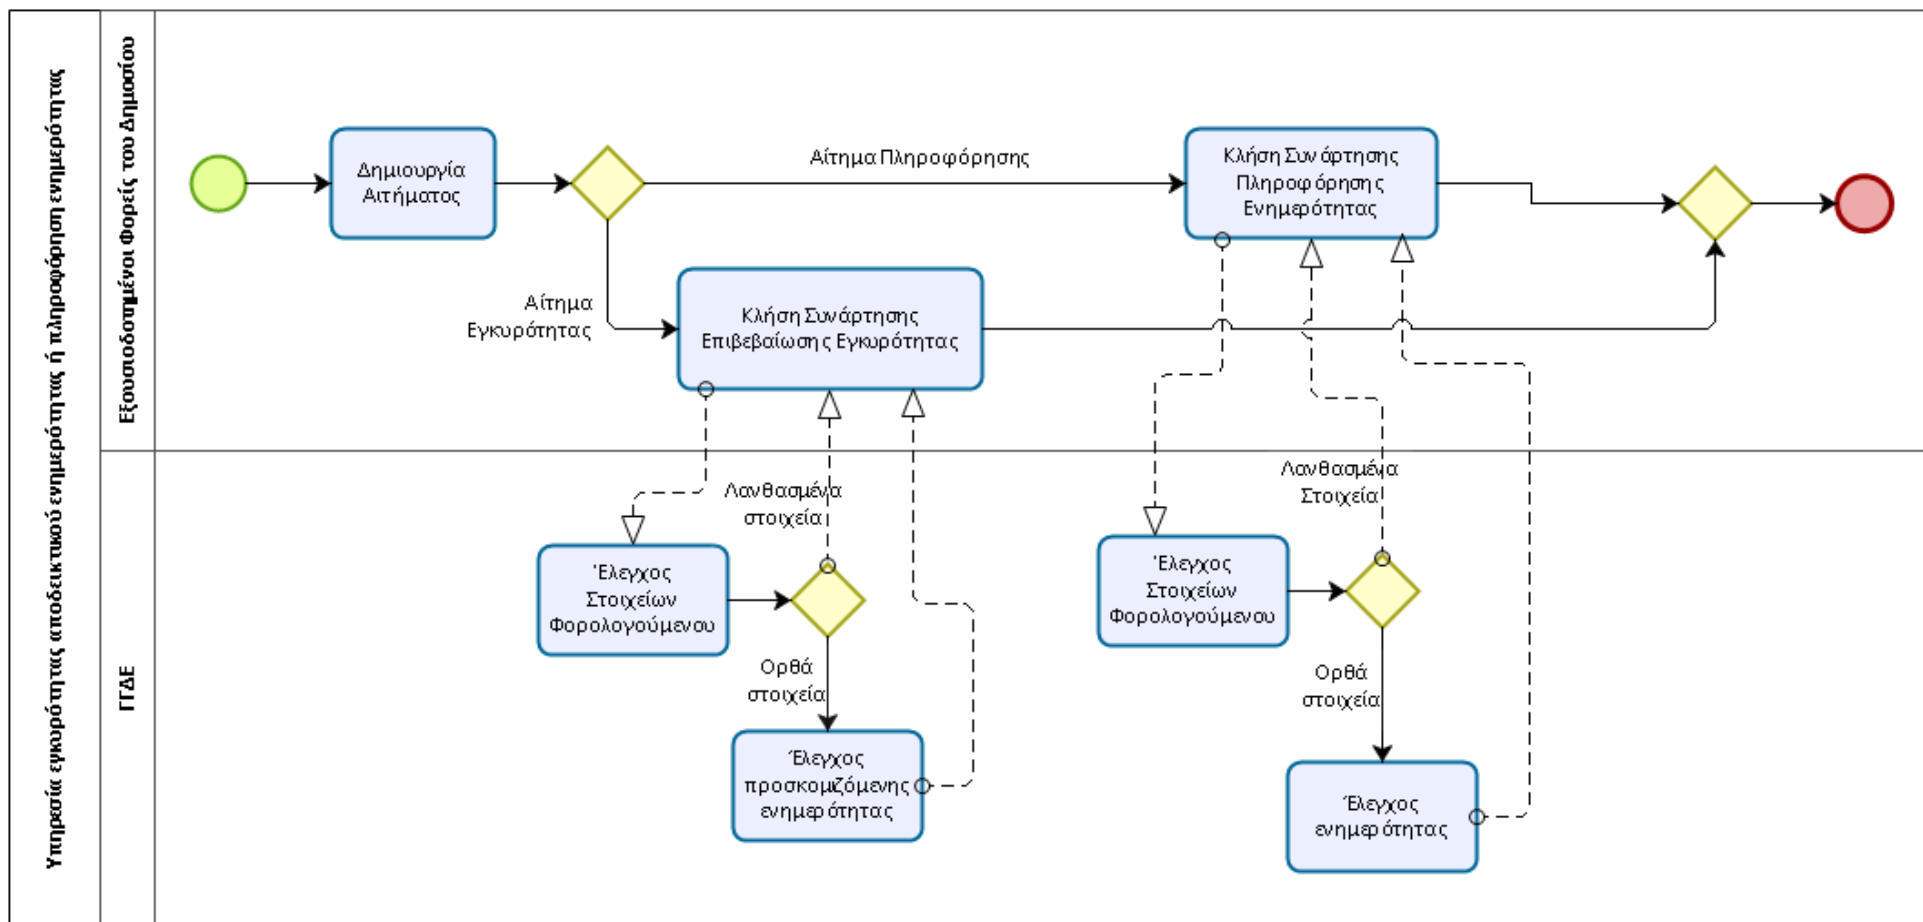 Υπηρεσία εγκυρότητας αποδεικτικού ενημερότητας ή πληροφόρηση ενημερότητας
Εξουσιοδοτημένοι Φορείς του Δημοσίου
Δημιουργία
Αιτήματος
Αίτημα Πληροφόρησης
Κλήση Συνάρτησης
Πληροφόρησης
Ενημερότητας
Αίτημα
Εγκυρότητας
Κλήση Συνάρτησης
Επιβεβαίωσης Εγκυρότητας
ΓΓΔΕ
Λανθασμένα
στοιχεία
Έλεγχος
Στοιχείων
Φορολογούμενου
Ορθά
στοιχεία
Έλεγχος
προσκομιζόμενης
ενημερότητας
Λανθασμένα
Στοιχεία
Έλεγχος
Στοιχείων
Φορολογούμενου
Ορθά
στοιχεία
Έλεγχος
ενημερότητας